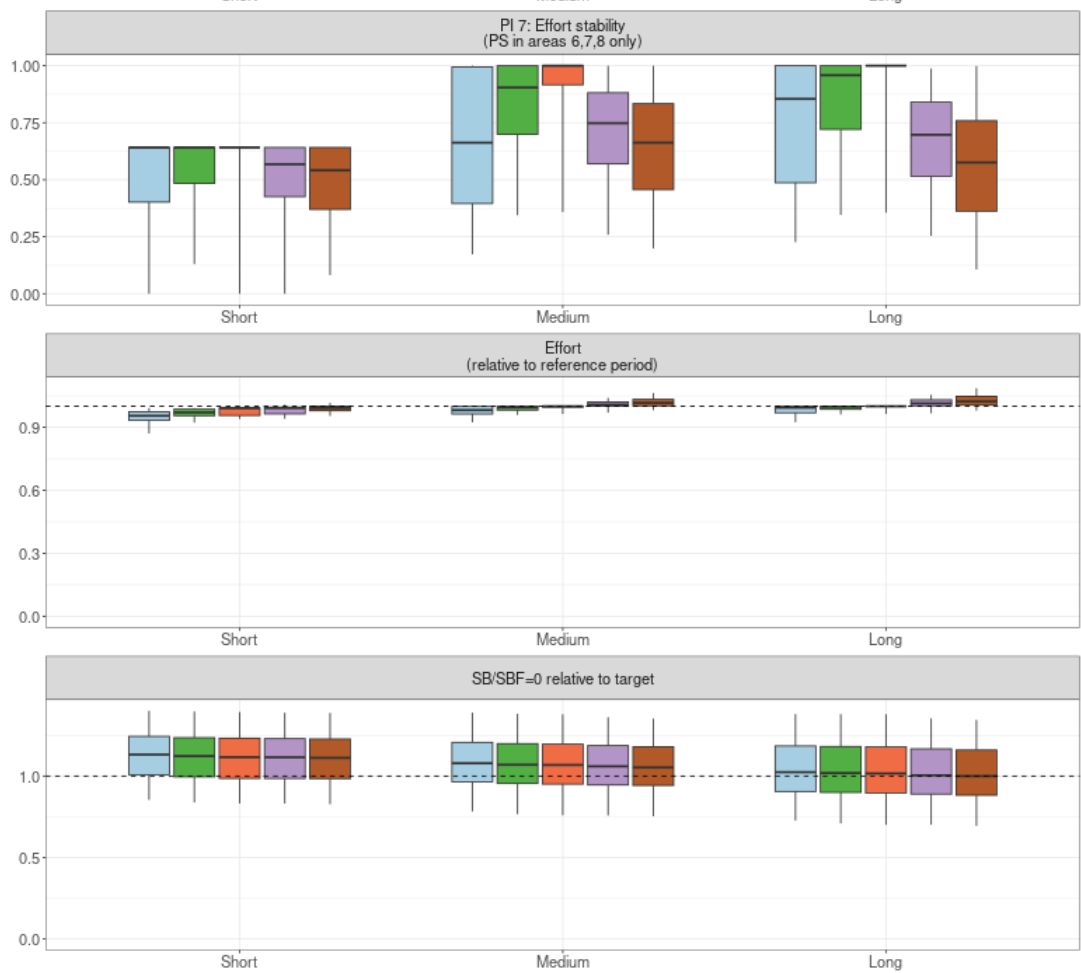 PI 7: Effort stability
(PS in areas 6,7,8 only)
1.00
0.75
0.50
0.25
0.00
Short
Medium
Long
Effort
(relative to reference period)
0.9
0.6
0.3
0.0
Short
Medium
Long
SB/SBF=0 relative to target
1.0
0.5
0.0
Short
Medium
Long